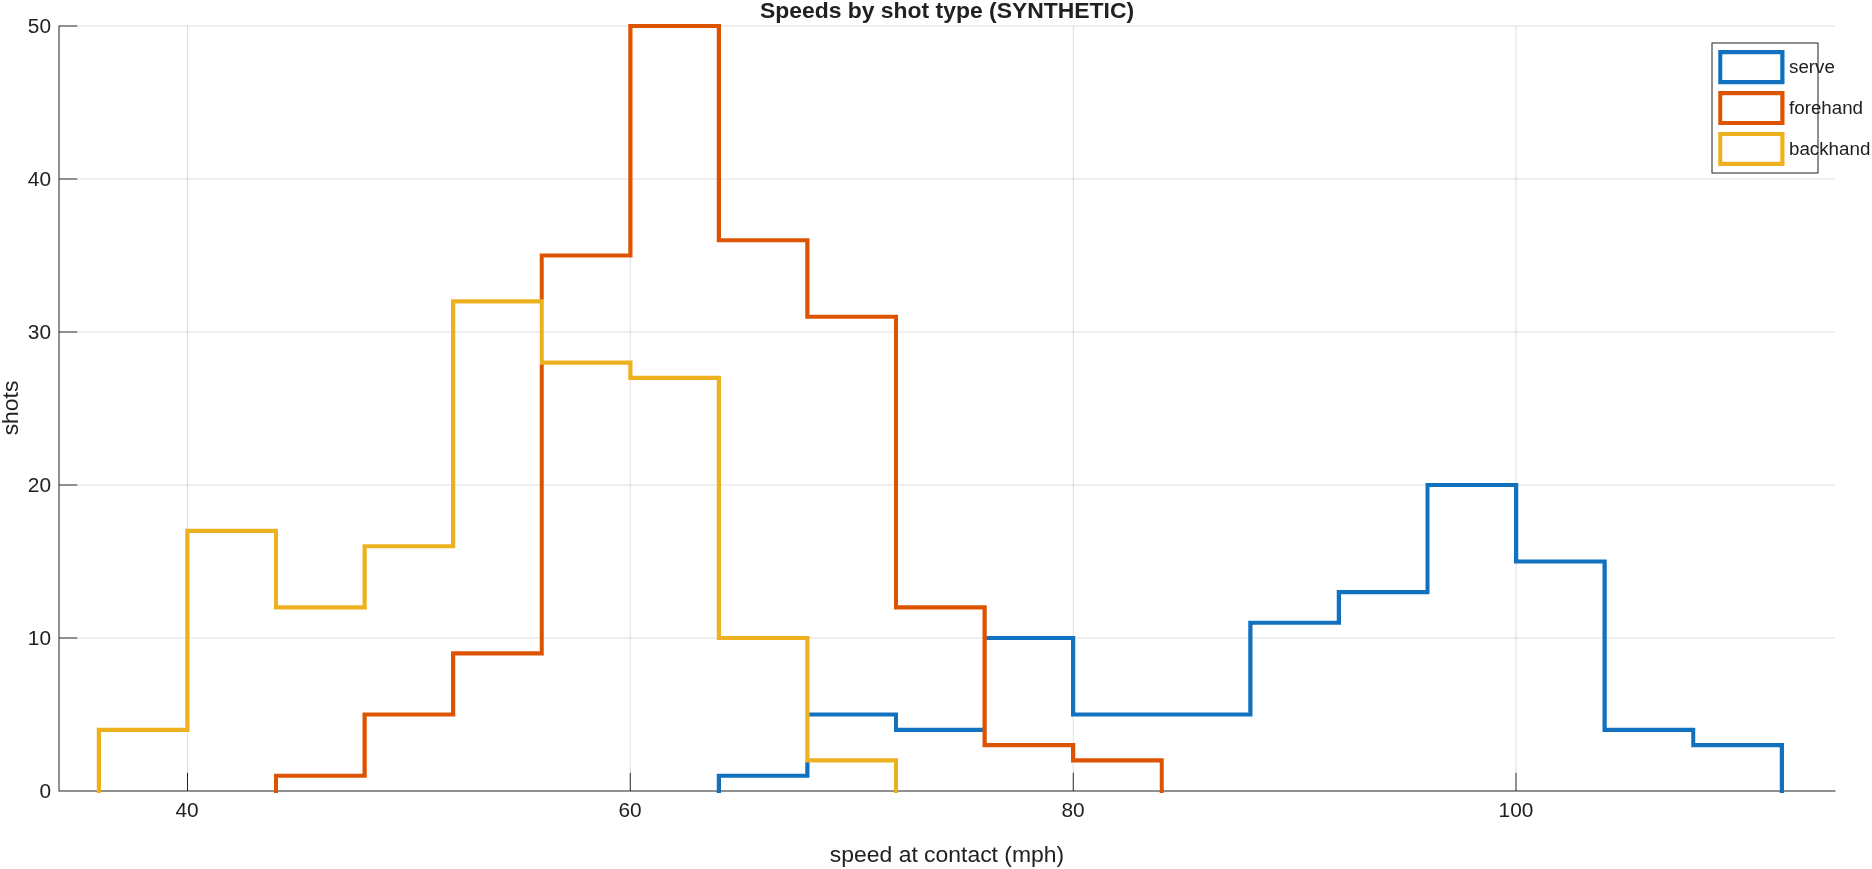 Speeds by shot type (SYNTHETIC)
50
40
30
20
10
0
shots
serve
forehand
backhand
40 60 80 100
speed at contact (mph)